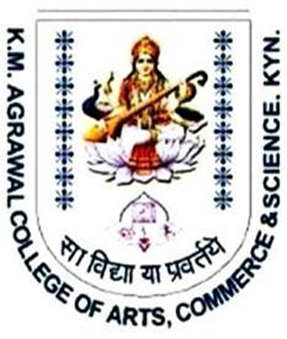 K.M. AGRAWAL COLLEGE OF ARTS, COMMERCE & SCIENCE. KYN.
सा विद्या या प्रवर्तये